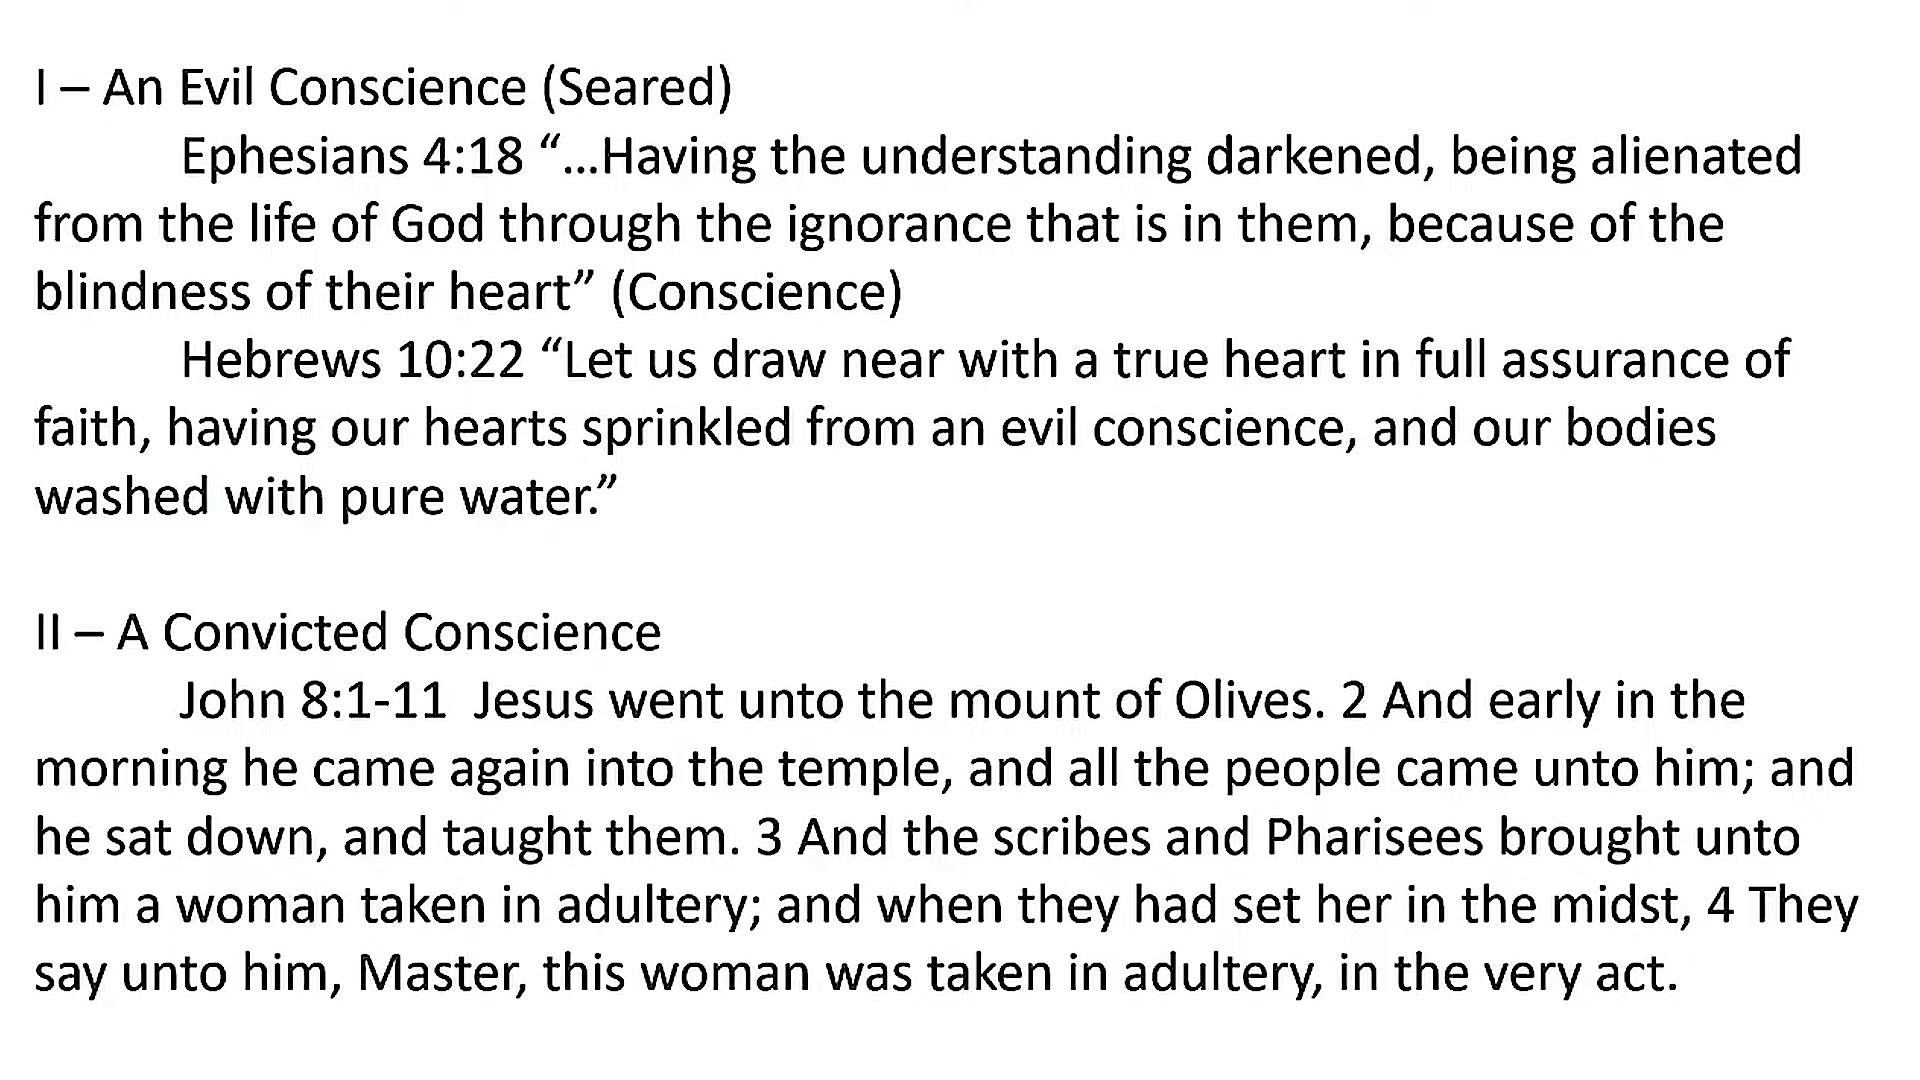 I – An Evil Conscience (Seared)
Ephesians 4:18 “…Having the understanding darkened, being alienated
from the life of God through the ignorance that is in them, because of the
blindness of their heart” (Conscience)
Hebrews 10:22 “Let us draw near with a true heart in full assurance of
faith, having our hearts sprinkled from an evil conscience, and our bodies
washed with pure water.”
II – A Convicted Conscience
John 8:1-11  Jesus went unto the mount of Olives. 2 And early in the
morning he came again into the temple, and all the people came unto him; and
he sat down, and taught them. 3 And the scribes and Pharisees brought unto
him a woman taken in adultery; and when they had set her in the midst, 4 They
say unto him, Master, this woman was taken in adultery, in the very act.